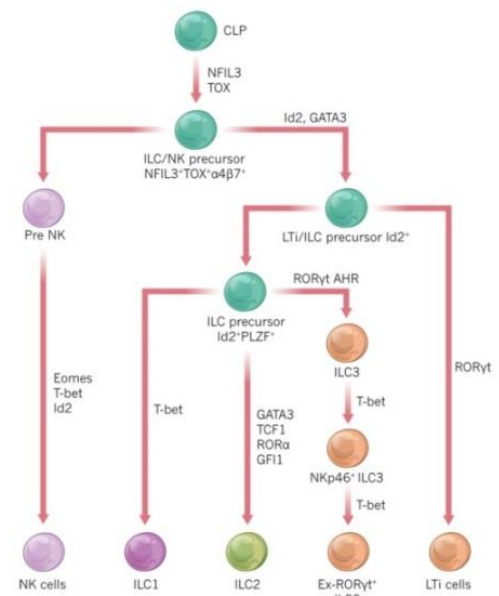 CLP
NFIL3
TOX
Id2, GATA3
ILC/NK precursor
NFIL3⁺TOX⁺α4β7⁺
Pre NK
LTi/ILC precursor Id2⁺
RORγt AHR
ILC precursor
Id2⁺PLZF⁺
ILC3
RORγt
Eomes
T-bet
Id2
T-bet
GATA3
TCF1
RORα
GFI1
T-bet
NKp46⁺ ILC3
T-bet
NK cells
ILC1
ILC2
Ex-RORγt⁺
LTi cells